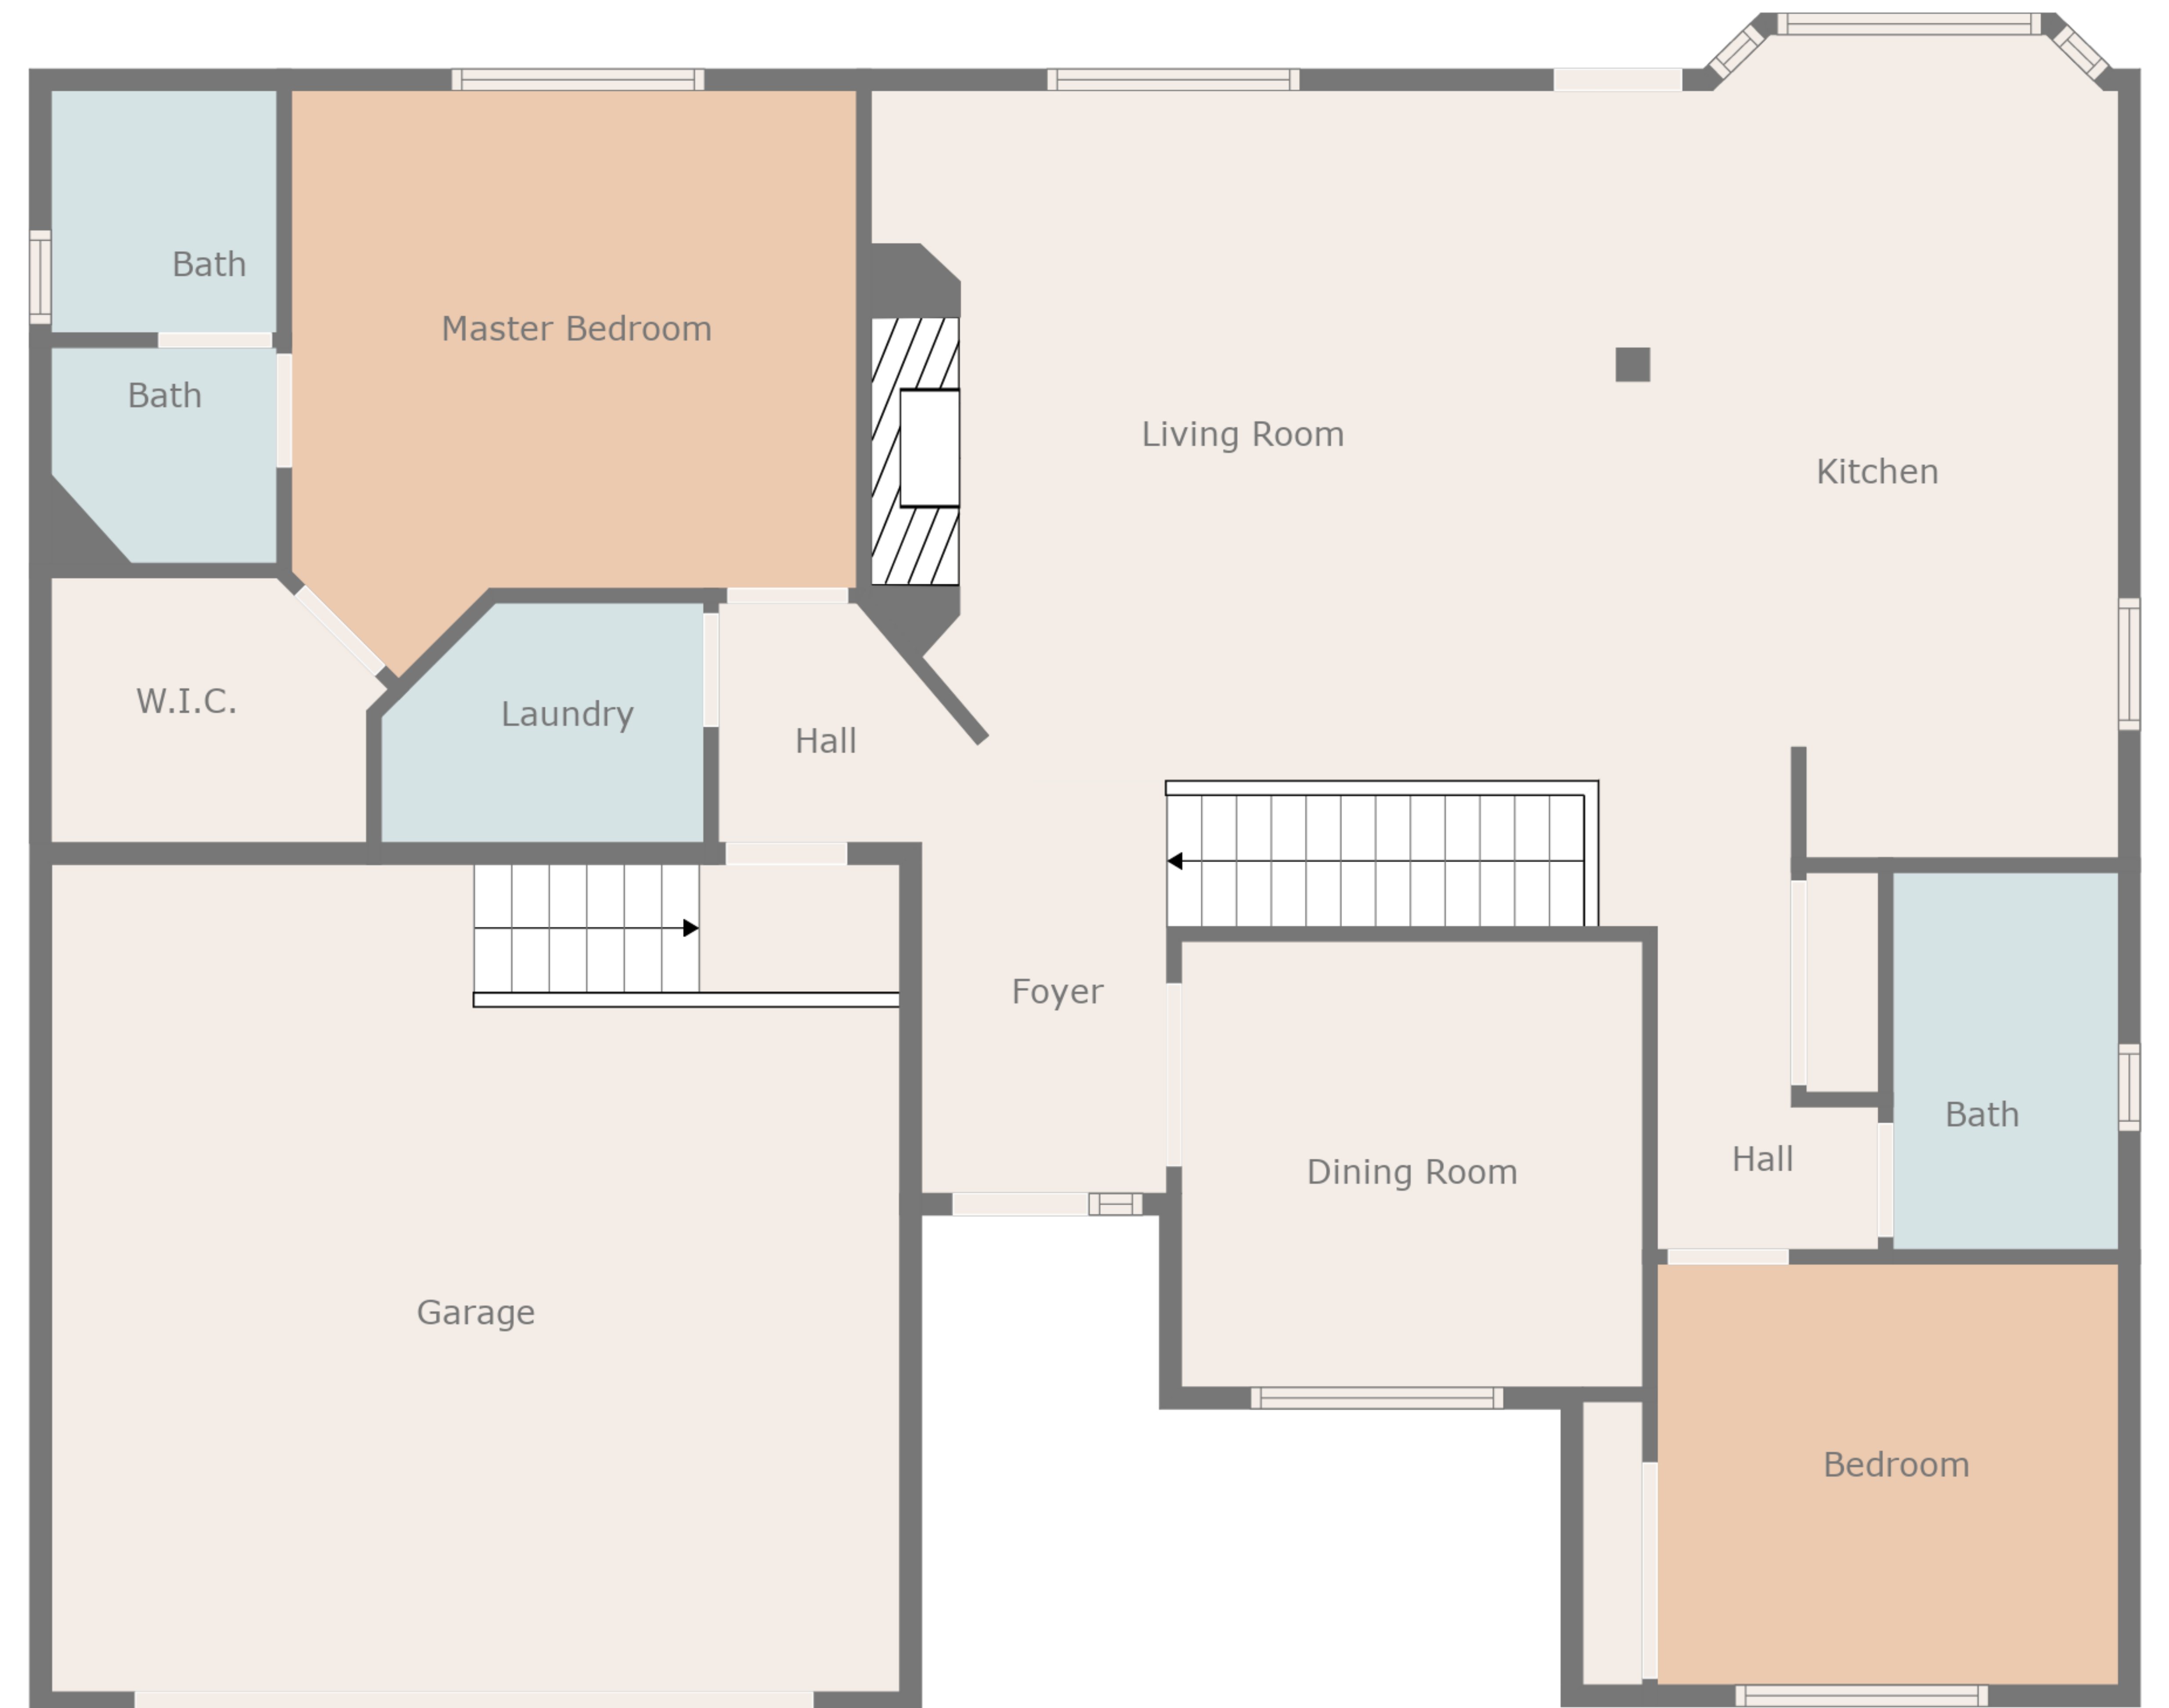 Bath
Master Bedroom
Bath
Living Room
Kitchen
W.I.C.
Laundry
Hall
Foyer
Bath
Hall
Dining Room
Garage
Bedroom